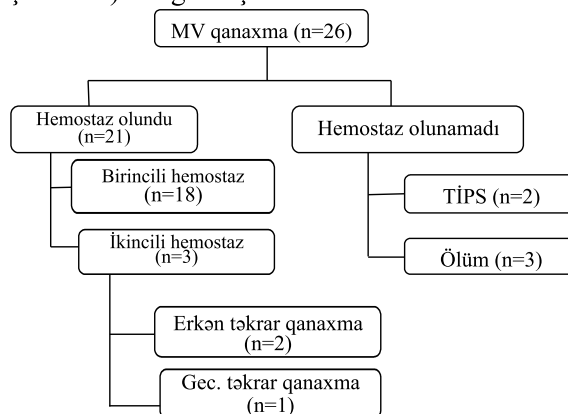 MV qanaxma (n=26)
Hemostaz olundu
(n=21)
Hemostaz olunamadı
Birincili hemostaz
(n=18)
TİPS (n=2)
İkincili hemostaz
(n=3)
Ölüm (n=3)
Erkən təkrar qanaxma
(n=2)
Gec. təkrar qanaxma
(n=1)